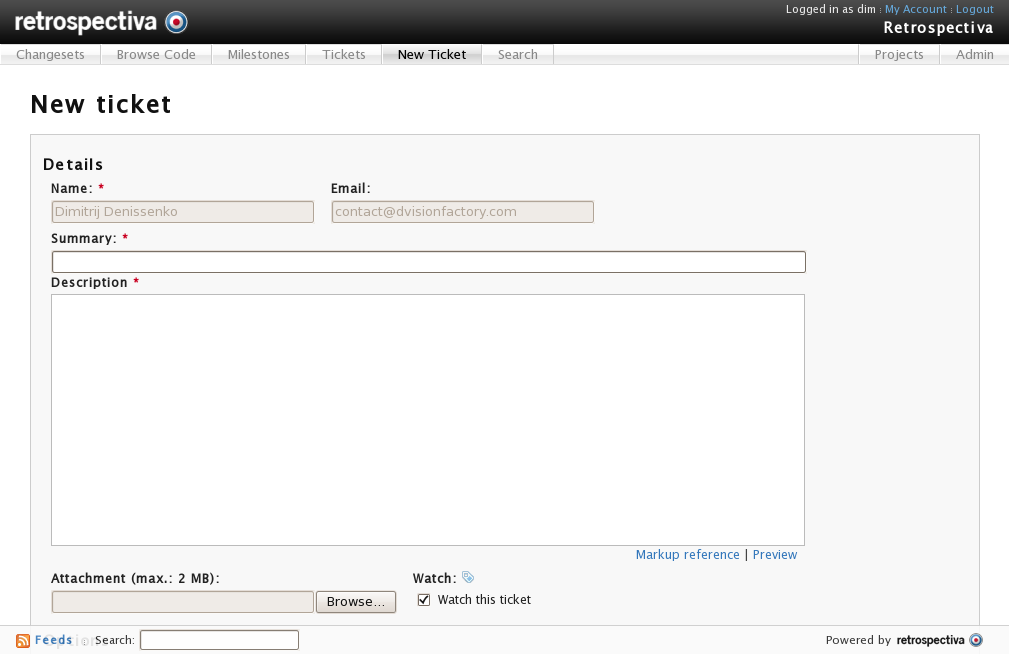 retrospectiva
Logged in as dim : My Account : Logout
Retrospectiva
Changesets Browse Code Milestones Tickets New Ticket Search Projects Admin
New ticket
Details
Name: * Email:
Dimitrij Denissenko contact@dvisionfactory.com
Summary: *
Description *
Markup reference | Preview
Attachment (max.: 2 MB): Watch:
Browse... Watch this ticket
Options
Feeds : Search: Powered by retrospectiva